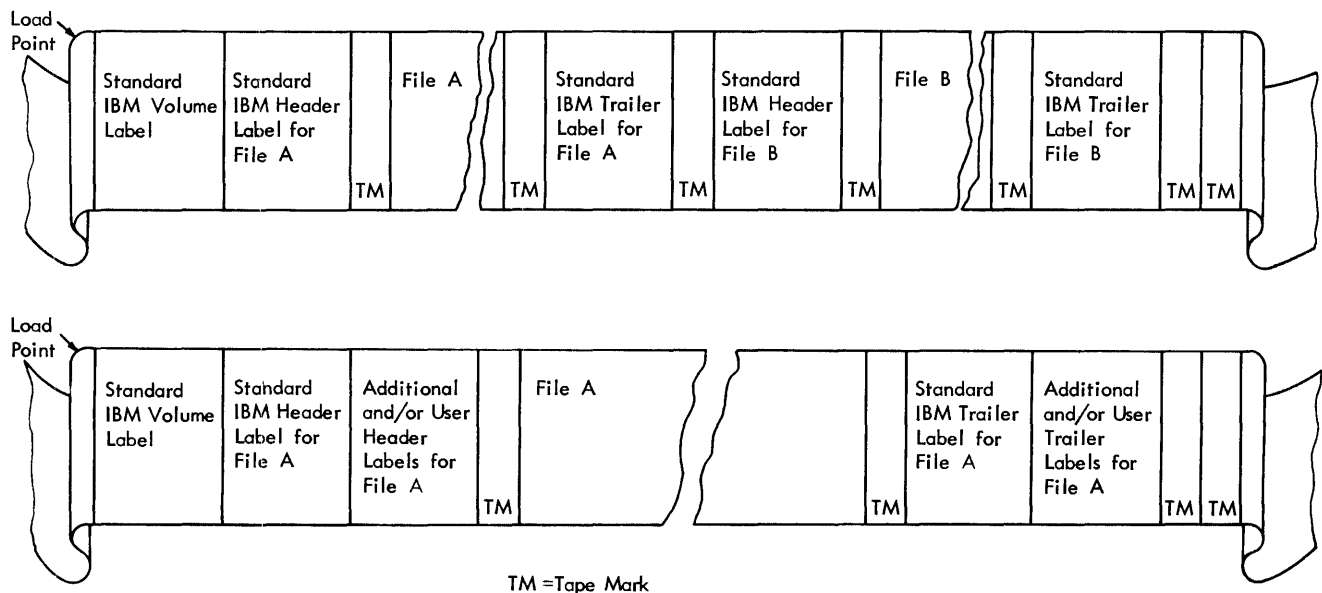 Load
Point
Standard
IBM Volume
Label
Standard
IBM Header
Label for
File A
TM
File A
TM
Standard
IBM Trailer
Label for
File A
TM
Standard
IBM Header
Label for
File B
TM
File B
TM
Standard
IBM Trailer
Label for
File B
TM
TM
Load
Point
Standard
IBM Volume
Label
Standard
IBM Header
Label for
File A
Additional
and/or User
Header
Labels for
File A
TM
File A
TM
Standard
IBM Trailer
Label for
File A
Additional
and/or User
Trailer
Labels for
File A
TM
TM
TM =Tape Mark